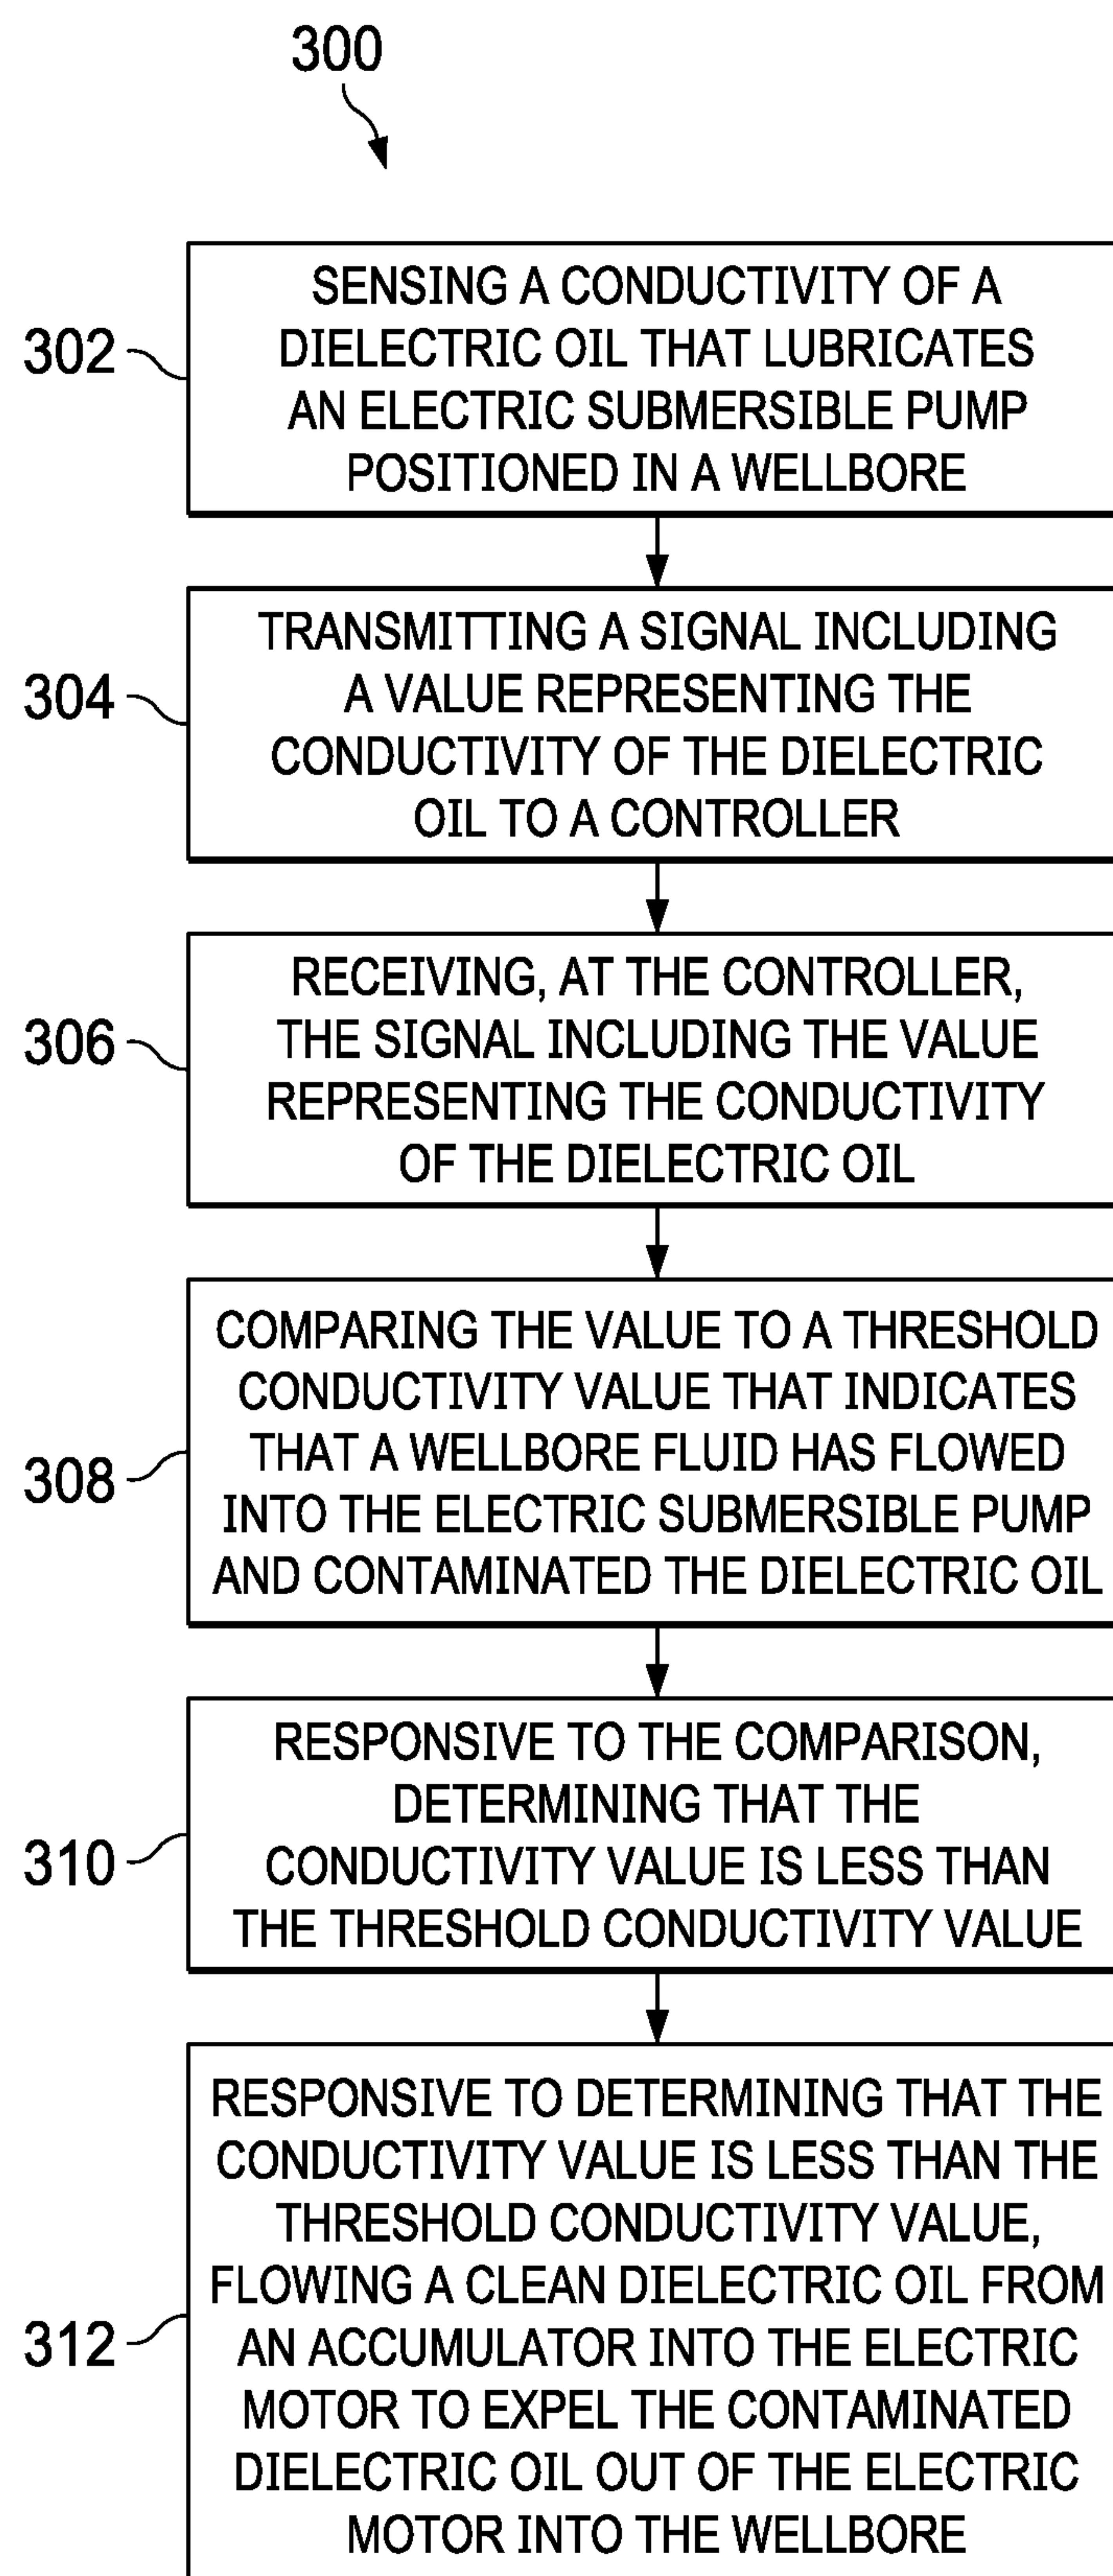 300
302
SENSING A CONDUCTIVITY OF A
DIELECTRIC OIL THAT LUBRICATES
AN ELECTRIC SUBMERSIBLE PUMP
POSITIONED IN A WELLBORE
304
TRANSMITTING A SIGNAL INCLUDING
A VALUE REPRESENTING THE
CONDUCTIVITY OF THE DIELECTRIC
OIL TO A CONTROLLER
306
RECEIVING, AT THE CONTROLLER,
THE SIGNAL INCLUDING THE VALUE
REPRESENTING THE CONDUCTIVITY
OF THE DIELECTRIC OIL
308
COMPARING THE VALUE TO A THRESHOLD
CONDUCTIVITY VALUE THAT INDICATES
THAT A WELLBORE FLUID HAS FLOWED
INTO THE ELECTRIC SUBMERSIBLE PUMP
AND CONTAMINATED THE DIELECTRIC OIL
310
RESPONSIVE TO THE COMPARISON,
DETERMINING THAT THE
CONDUCTIVITY VALUE IS LESS THAN
THE THRESHOLD CONDUCTIVITY VALUE
312
RESPONSIVE TO DETERMINING THAT THE
CONDUCTIVITY VALUE IS LESS THAN THE
THRESHOLD CONDUCTIVITY VALUE,
FLOWING A CLEAN DIELECTRIC OIL FROM
AN ACCUMULATOR INTO THE ELECTRIC
MOTOR TO EXPEL THE CONTAMINATED
DIELECTRIC OIL OUT OF THE ELECTRIC
MOTOR INTO THE WELLBORE